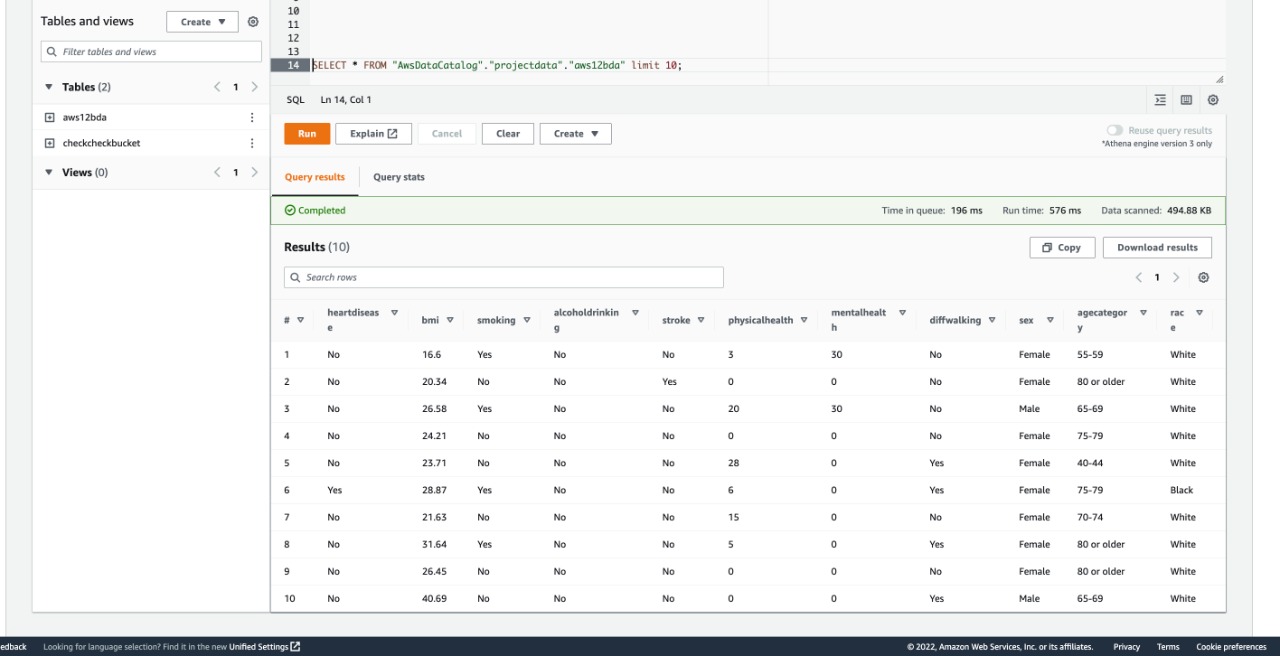 Tables and views
Create
Filter tables and views
Tables (2)
1
aws12bda
checkcheckbucket
Views (0)
1
10
11
12
13
14 SELECT * FROM "AwsDataCatalog"."projectdata"."aws12bda" limit 10;
SQL Ln 14, Col 1
Run Explain Cancel Clear Create
Reuse query results
*Athena engine version 3 only
Query results Query stats
Completed Time in queue: 196 ms Run time: 576 ms Data scanned: 494.88 KB
Results (10)
Copy Download results
Search rows
1
# heartdisease bmi smoking alcoholdrinking stroke physicalhealth mentalhealth diffwalking sex agecategory race
1 No 16.6 Yes No No 3 30 No Female 55-59 White
2 No 20.34 No No Yes 0 0 No Female 80 or older White
3 No 26.58 Yes No No 20 30 No Male 65-69 White
4 No 24.21 No No No 0 0 No Female 75-79 White
5 No 23.71 No No No 28 0 Yes Female 40-44 White
6 Yes 28.87 Yes No No 6 0 Yes Female 75-79 Black
7 No 21.63 No No No 15 0 No Female 70-74 White
8 No 31.64 Yes No No 5 0 Yes Female 80 or older White
9 No 26.45 No No No 0 0 No Female 80 or older White
10 No 40.69 No No No 0 0 Yes Male 65-69 White
edback Looking for language selection? Find it in the new Unified Settings © 2022, Amazon Web Services, Inc. or its affiliates. Privacy Terms Cookie preferences